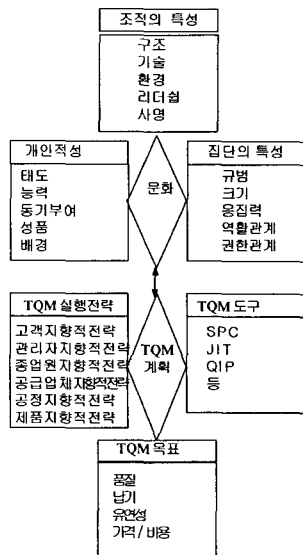 조직의 특성
구조
기술
환경
리더쉽
사명
개인적성
태도
능력
동기부여
성품
배경
문화
집단의 특성
규범
크기
응집력
역활관계
권한관계
TQM 실행전략
고객지향적전략
관리자지향적전략
종업원지향적전략
공급업체지향적전략
공정지향적전략
제품지향적전략
TQM
계획
TQM 도구
SPC
JIT
QIP
등
TQM 목표
품질
납기
유연성
가격 / 비용